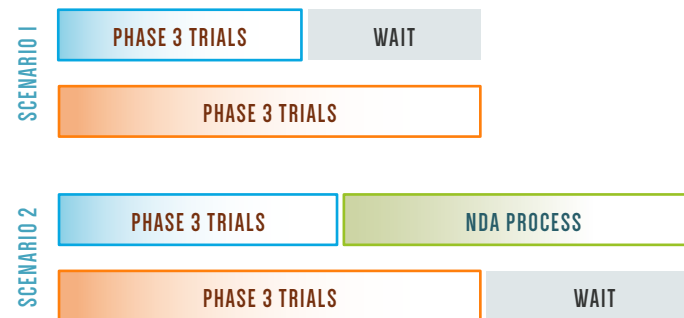 SCENARIO 1
PHASE 3 TRIALS
WAIT
PHASE 3 TRIALS
SCENARIO 2
PHASE 3 TRIALS
NDA PROCESS
PHASE 3 TRIALS
WAIT